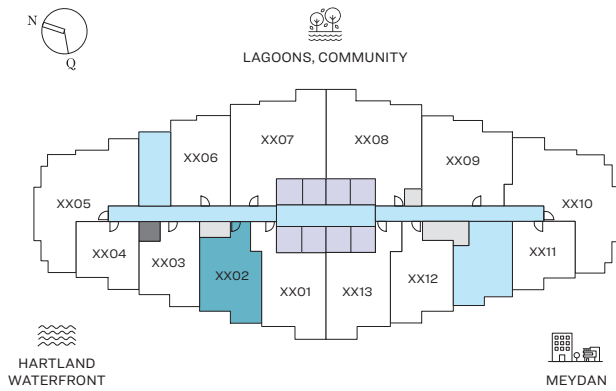 N
Q
LAGOONS, COMMUNITY
XX07
XX08
XX06
XX09
XX05
XX10
XX04
XX03
XX02
XX01
XX13
XX12
XX11
HARTLAND
WATERFRONT
MEYDAN